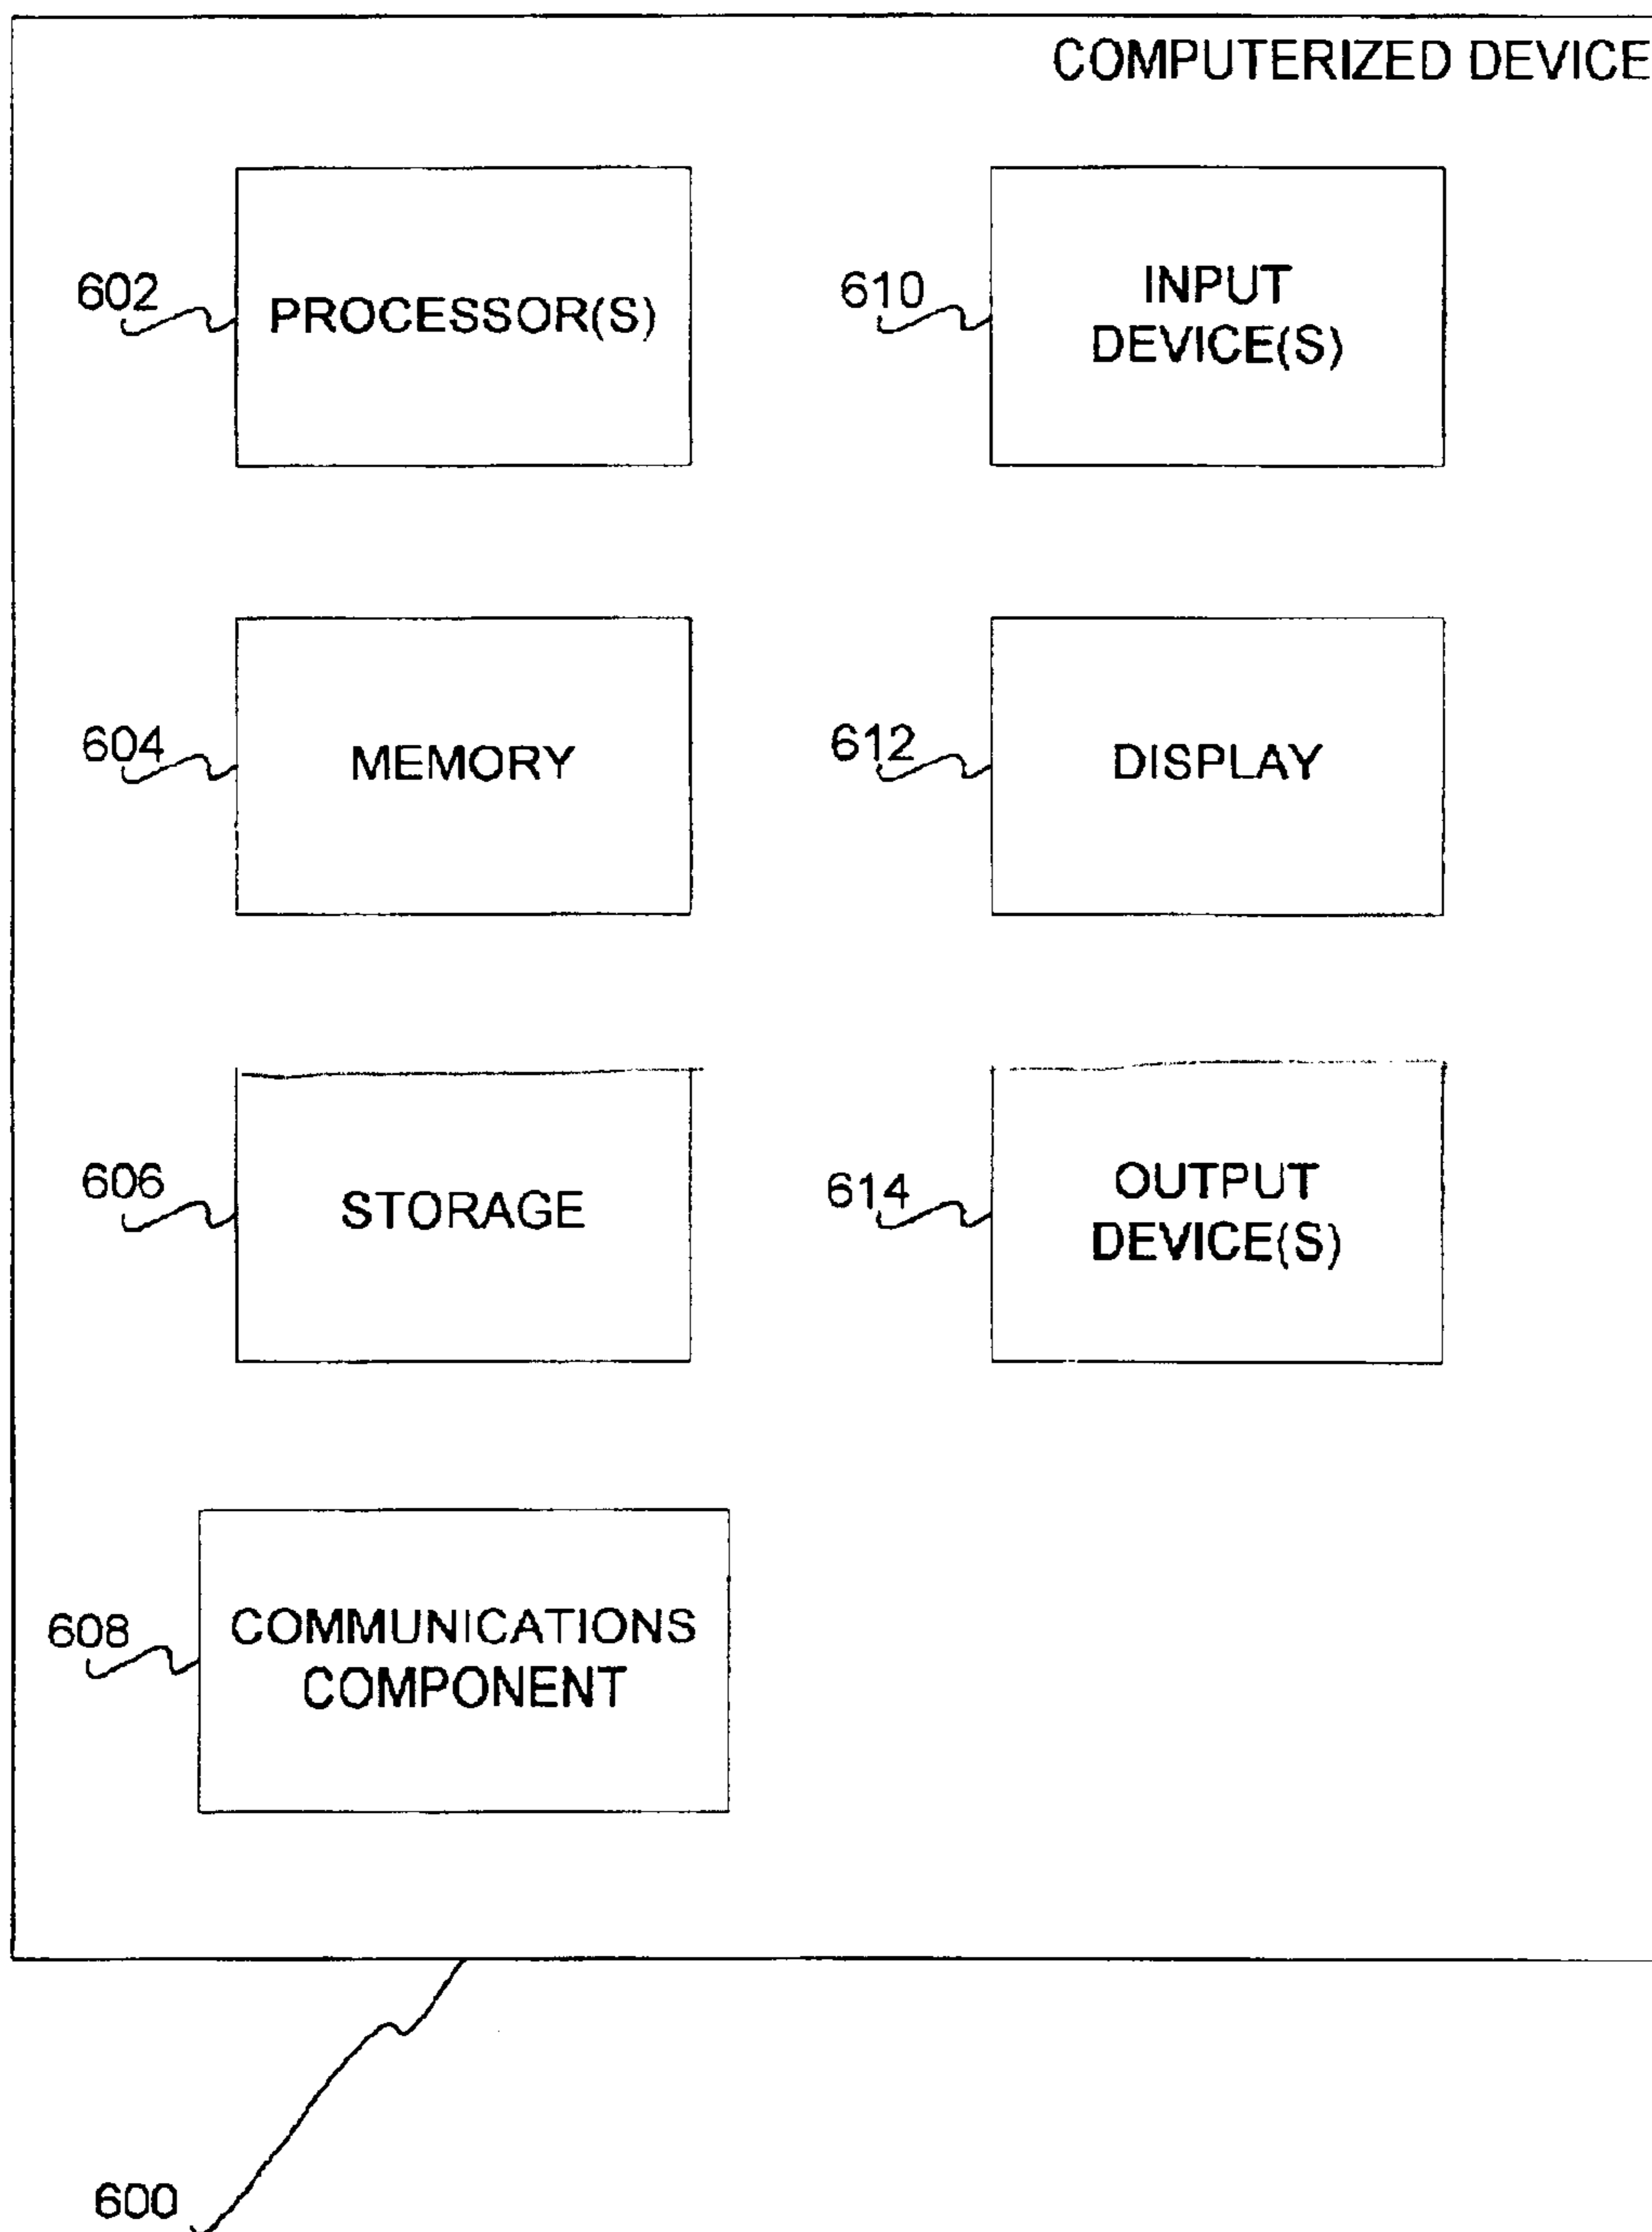 COMPUTERIZED DEVICE
602
PROCESSOR(S)
610
INPUT
DEVICE(S)
604
MEMORY
612
DISPLAY
606
STORAGE
614
OUTPUT
DEVICE(S)
608
COMMUNICATIONS
COMPONENT
600